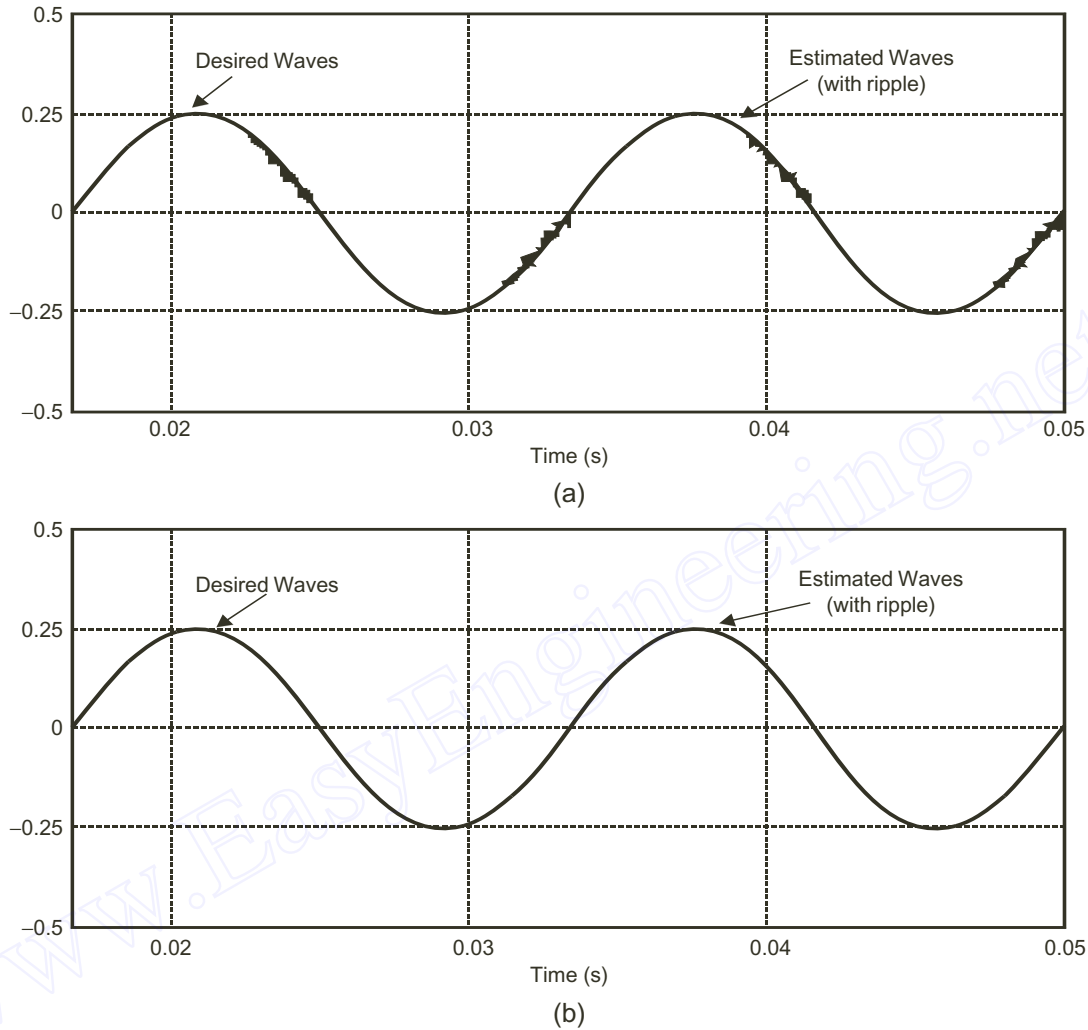 0.5
Desired Waves
Estimated Waves
(with ripple)
0.25
0
–0.25
–0.5
0.02 0.03 0.04 0.05
Time (s)
(a)
0.5
Desired Waves
Estimated Waves
(with ripple)
0.25
0
–0.25
–0.5
0.02 0.03 0.04 0.05
Time (s)
(b)
www.EasyEngineering.net